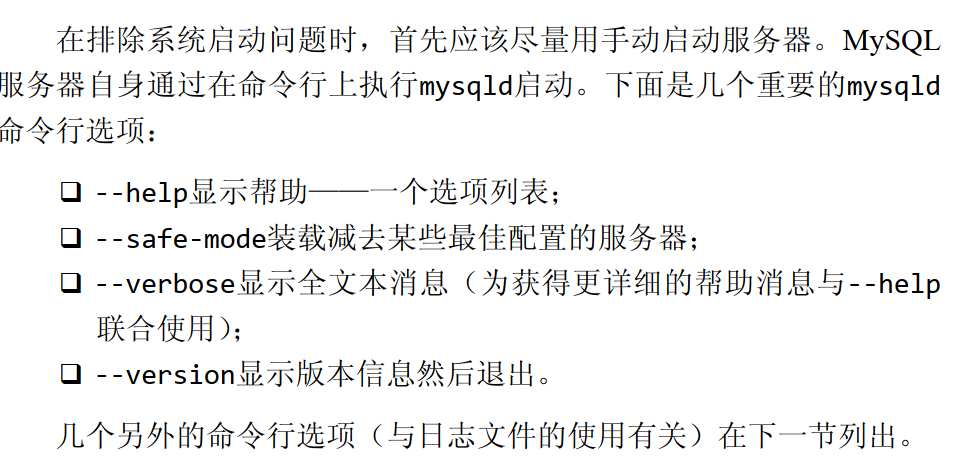 在排除系统启动问题时，首先应该尽量用手动启动服务器。MySQL
服务器自身通过在命令行上执行mysqld启动。下面是几个重要的mysqld
命令行选项：
❑ --help显示帮助——一个选项列表；
❑ --safe-mode装载减去某些最佳配置的服务器；
❑ --verbose显示全文本消息（为获得更详细的帮助消息与--help
联合使用）；
❑ --version显示版本信息然后退出。
几个另外的命令行选项（与日志文件的使用有关）在下一节列出。